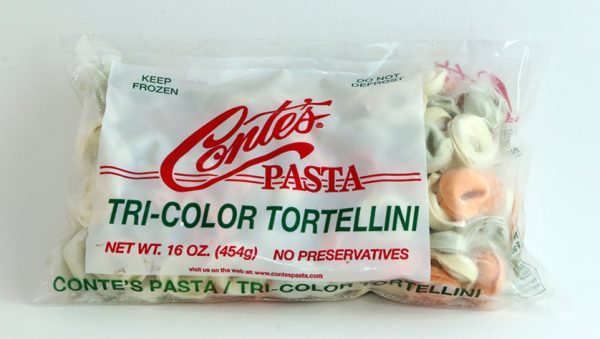 KEEP
FROZEN
DO NOT
DEFROST
Conte's®
PASTA
TRI-COLOR TORTELLINI
NET WT. 16 OZ. (454g) NO PRESERVATIVES
visit us on the web at: www.contespasta.com
CONTE'S PASTA / TRI-COLOR TORTELLINI